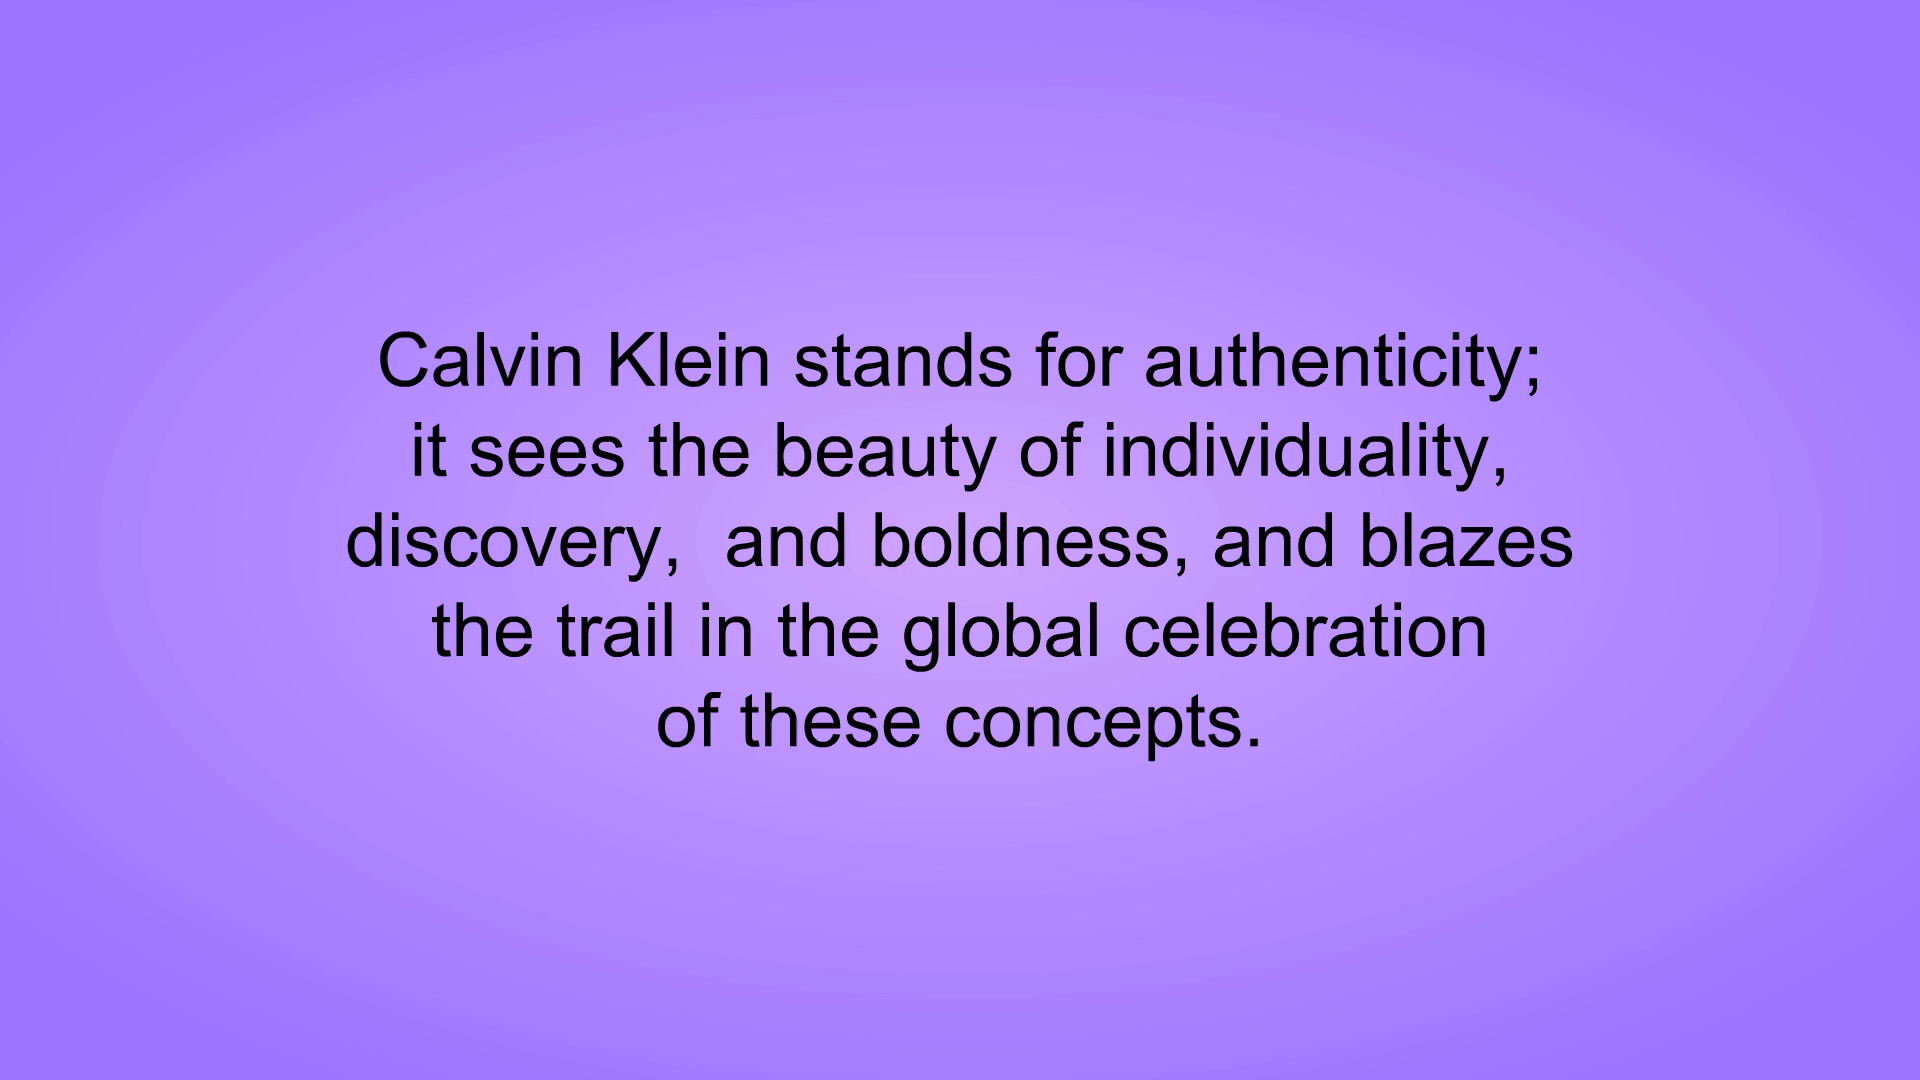 Calvin Klein stands for authenticity;
it sees the beauty of individuality,
discovery,  and boldness, and blazes
the trail in the global celebration
of these concepts.